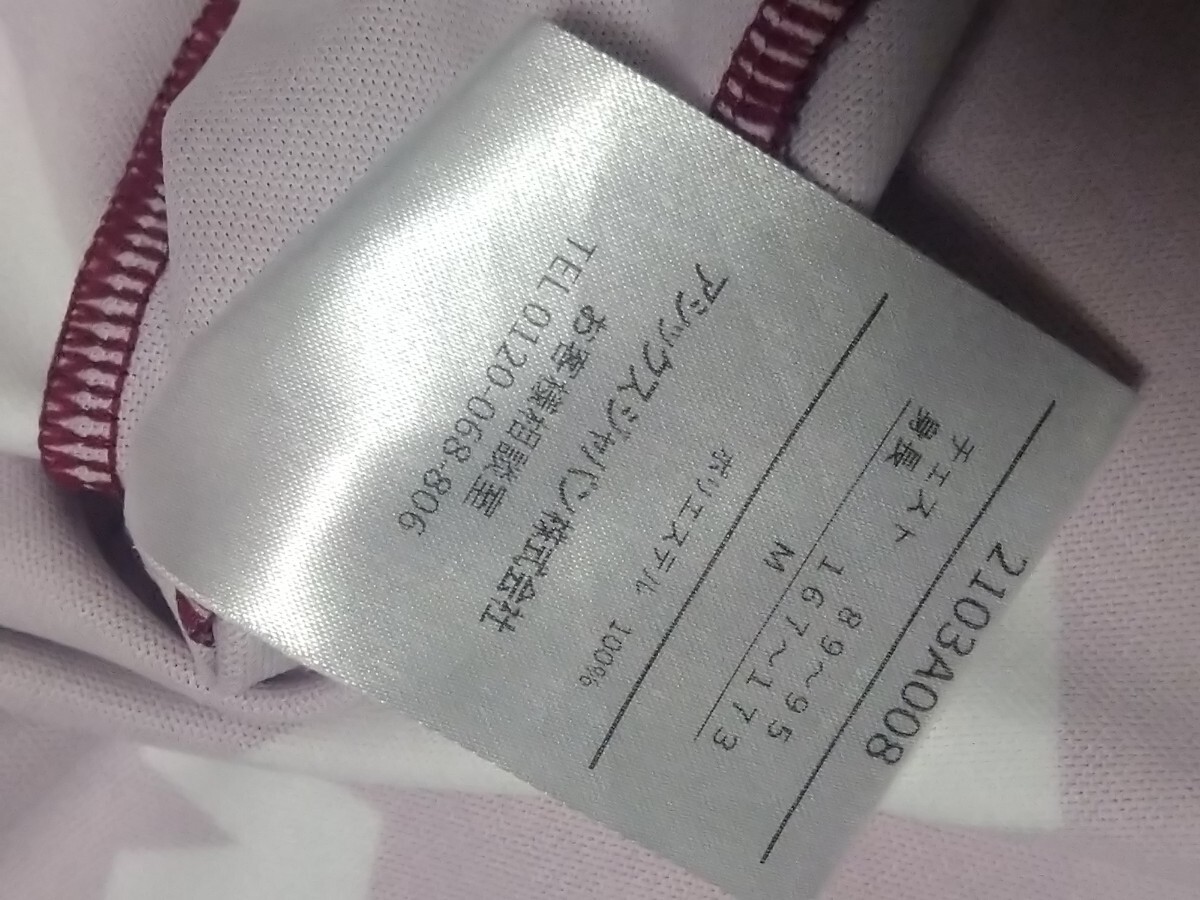 2103A008
チェスト 89~95
身長 167~173
M
ポリエステル 100%
アシックスジャパン株式会社
お客様相談室
TEL 0120-068-806